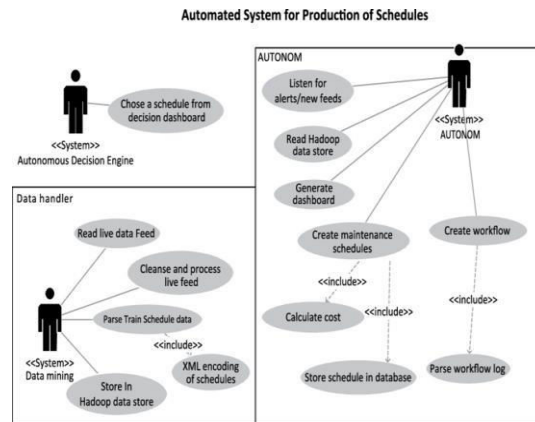 Automated System for Production of Schedules
AUTONOM
Listen for
alerts/new feeds
Chose a schedule from
decision dashboard
<<System>>
Autonomous Decision Engine
<<System>>
AUTONOM
Read Hadoop
data store
Generate
dashboard
Data handler
Read live data Feed
Create maintenance
schedules
Create workflow
Cleanse and process
live feed
<<include>>
<<include>>
<<include>>
Calculate cost
Parse Train Schedule data
<<include>>
<<System>>
Data mining
XML encoding
of schedules
Store In
Hadoop data store
Store schedule in database
Parse workflow log